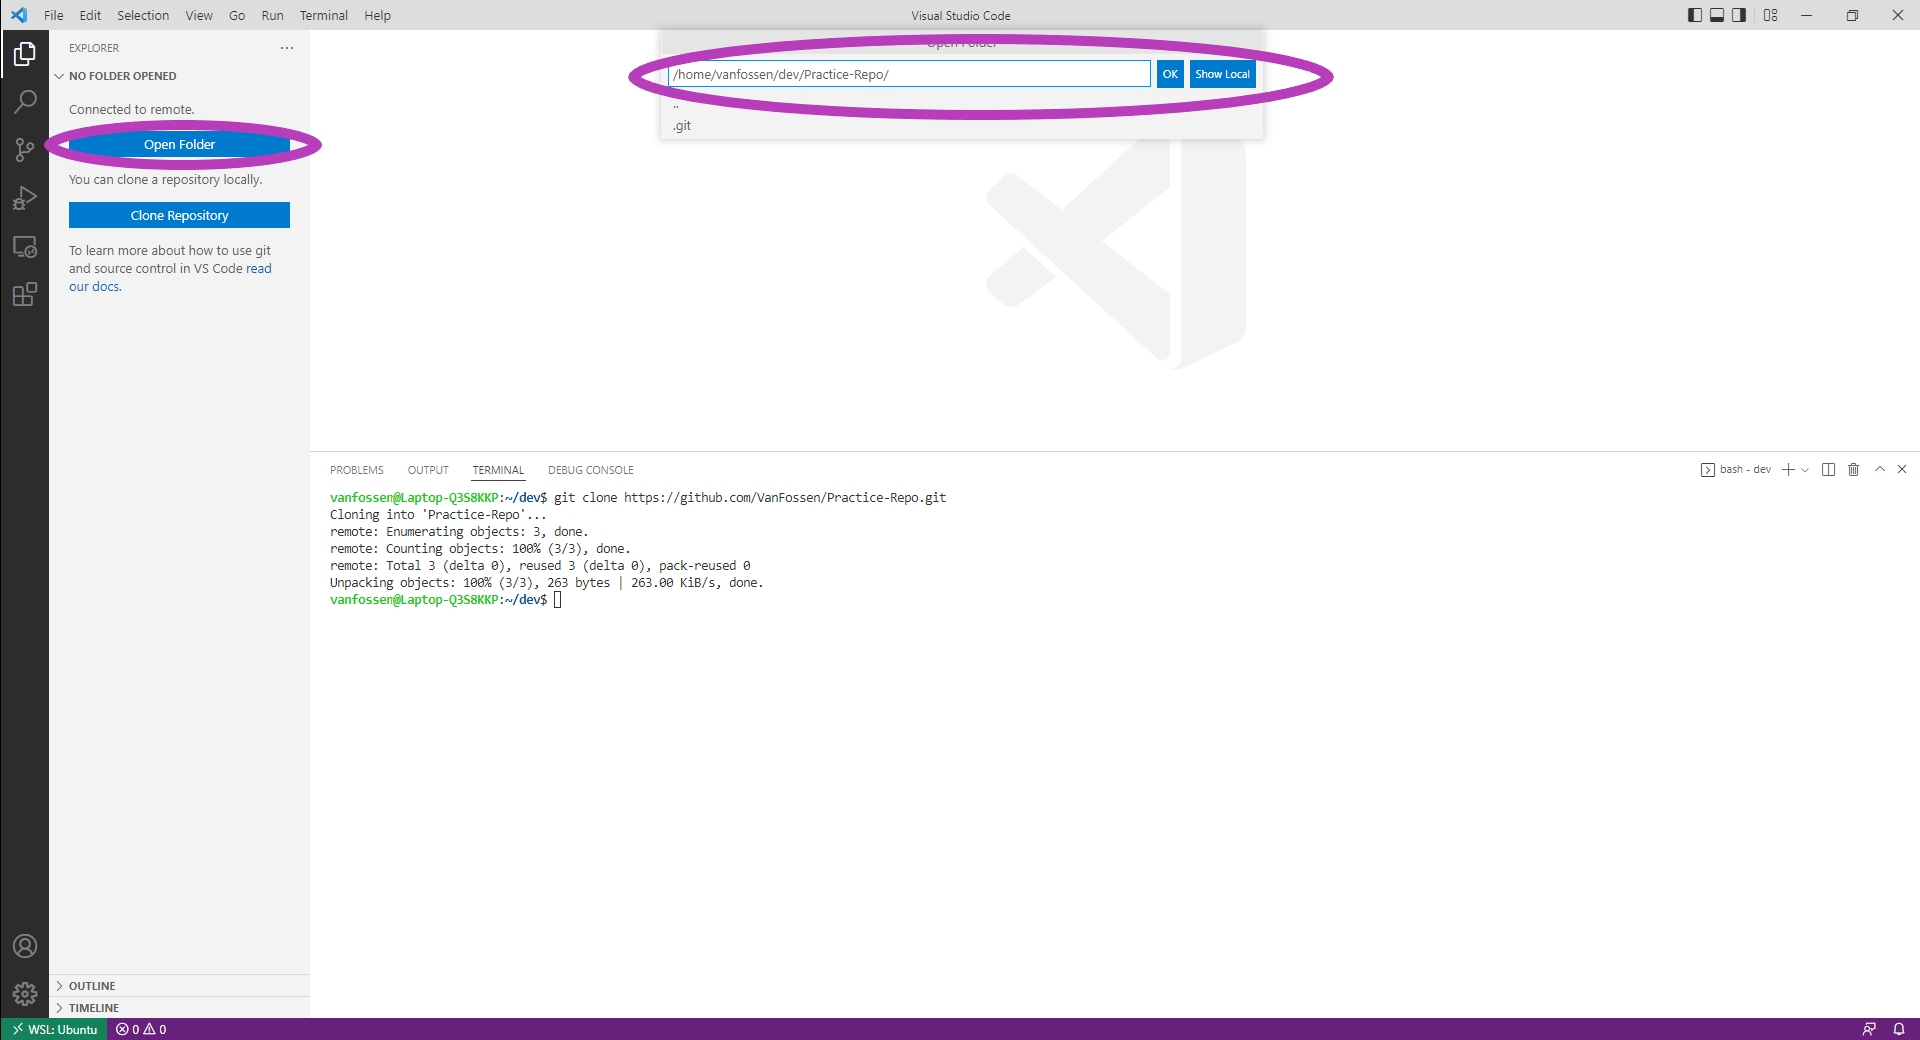 File Edit Selection View Go Run Terminal Help
Visual Studio Code
EXPLORER
NO FOLDER OPENED
Connected to remote.
Open Folder
You can clone a repository locally.
Clone Repository
To learn more about how to use git
and source control in VS Code read
our docs.
Open Folder
/home/vanfossen/dev/Practice-Repo/
OK
Show Local
..
.git
PROBLEMS OUTPUT TERMINAL DEBUG CONSOLE
bash - dev
vanfossen@Laptop-Q3S8KKP:~/dev$ git clone https://github.com/VanFossen/Practice-Repo.git
Cloning into 'Practice-Repo'...
remote: Enumerating objects: 3, done.
remote: Counting objects: 100% (3/3), done.
remote: Total 3 (delta 0), reused 3 (delta 0), pack-reused 0
Unpacking objects: 100% (3/3), 263 bytes | 263.00 KiB/s, done.
vanfossen@Laptop-Q3S8KKP:~/dev$
OUTLINE
TIMELINE
WSL: Ubuntu
0 0